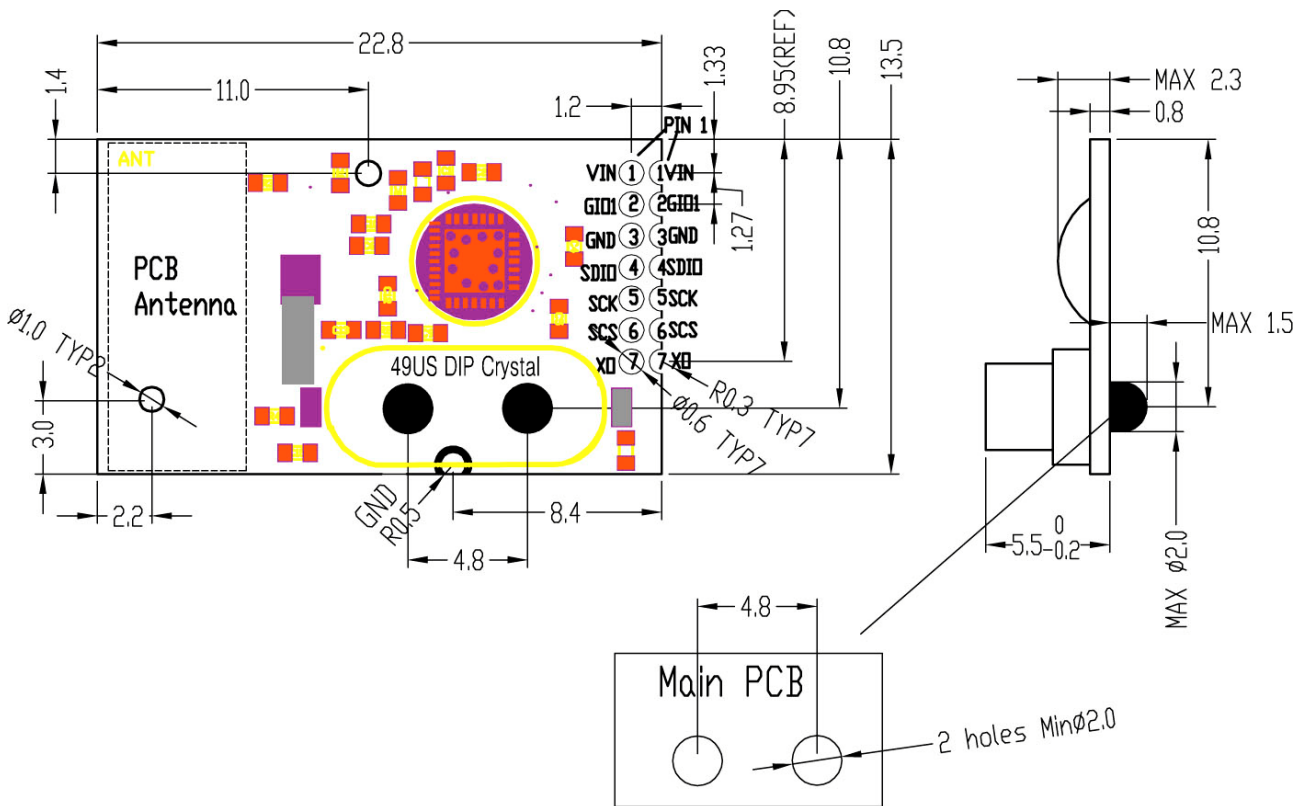 22.8
11.0
1.4
1.2
1.33
8.95(REF)
10.8
13.5
MAX 2.3
0.8
PIN 1
ANT
VIN 1 1 VIN
GIO1 2 2 GIO1
GND 3 3 GND
SDIO 4 4 SDIO
SCK 5 5 SCK
SCS 6 6 SCS
XO 7 7 XO
1.27
10.8
PCB
Antenna
MAX 1.5
ø1.0 TYP2
49US DIP Crystal
R0.3 TYP7
ø0.6 TYP7
3.0
2.2
GND
R0.5
8.4
4.8
5.5 0 -0.2
MAX ø2.0
4.8
Main PCB
2 holes Minø2.0